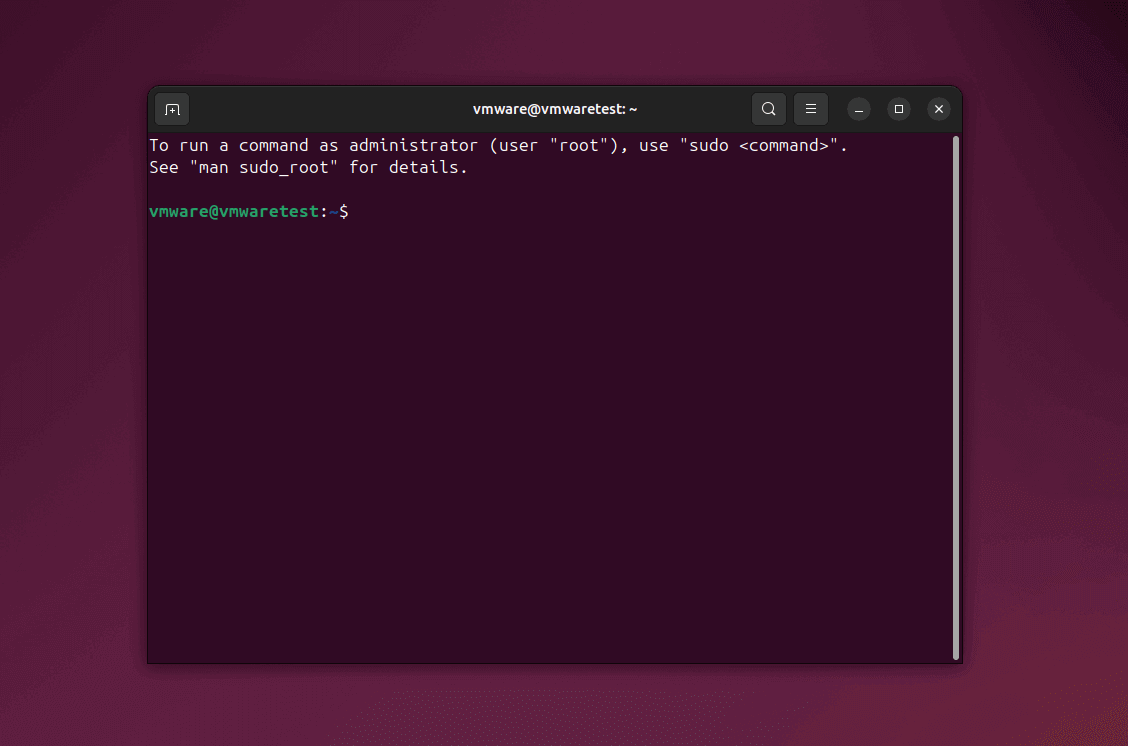 vmware@vmwaretest: ~
To run a command as administrator (user "root"), use "sudo <command>".
See "man sudo_root" for details.
vmware@vmwaretest:~$